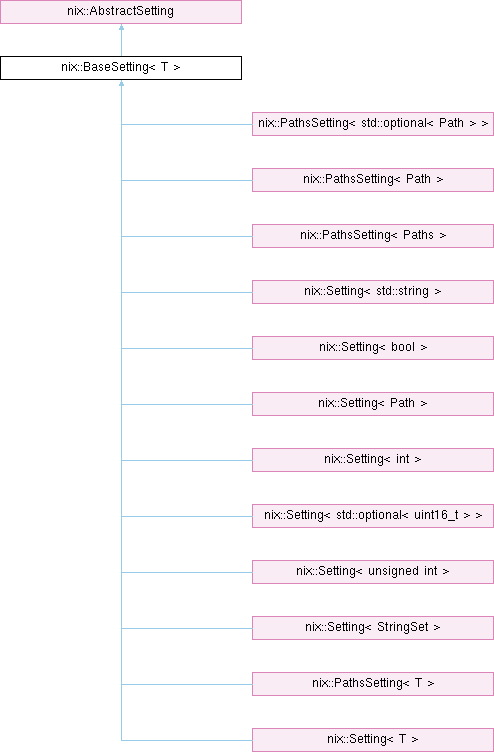 nix::AbstractSetting
nix::BaseSetting< T >
nix::PathsSetting< std::optional< Path > >
nix::PathsSetting< Path >
nix::PathsSetting< Paths >
nix::Setting< std::string >
nix::Setting< bool >
nix::Setting< Path >
nix::Setting< int >
nix::Setting< std::optional< uint16_t > >
nix::Setting< unsigned int >
nix::Setting< StringSet >
nix::PathsSetting< T >
nix::Setting< T >